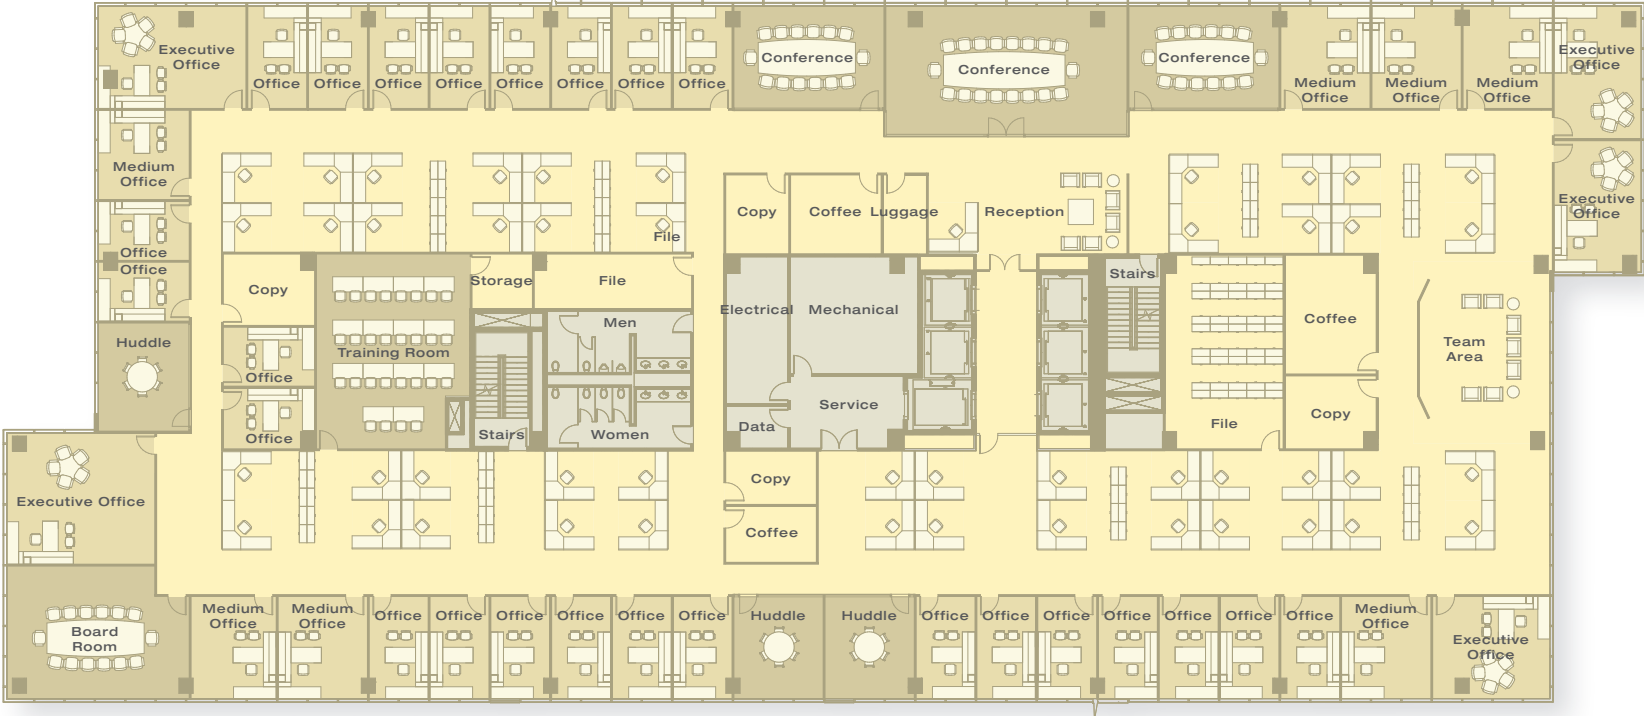 Executive
Office
Office
Office
Office
Office
Office
Office
Office
Office
Conference
Conference
Conference
Medium
Office
Medium
Office
Medium
Office
Executive
Office
Medium
Office
Office
Office
Huddle
File
Copy
Coffee
Luggage
Reception
Executive
Office
Copy
Office
Office
Training Room
Storage
File
Men
Women
Stairs
Electrical
Mechanical
Service
Data
Stairs
File
Coffee
Copy
Team
Area
Executive Office
Copy
Coffee
Board
Room
Medium
Office
Medium
Office
Office
Office
Office
Office
Office
Office
Huddle
Huddle
Office
Office
Office
Office
Office
Office
Office
Medium
Office
Executive
Office